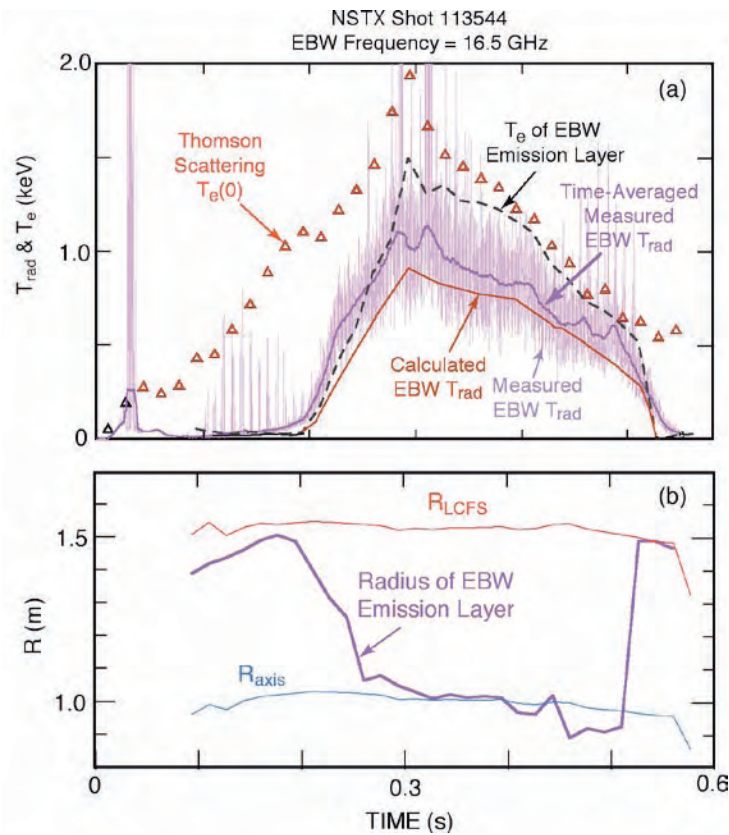 NSTX Shot 113544
EBW Frequency = 16.5 GHz
2.0
(a)
Thomson
Scattering
Te(0)
Te of EBW
Emission Layer
Time-Averaged
Measured
EBW Trad
Trad & Te (keV)
1.0
Calculated
EBW Trad
Measured
EBW Trad
0
RLCFS
(b)
1.5
Radius of EBW
Emission Layer
R (m)
Raxis
1.0
0
0.3
0.6
TIME (s)